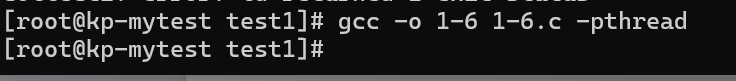 [root@kp-mytest test1]# gcc -o 1-6 1-6.c -pthread
[root@kp-mytest test1]#